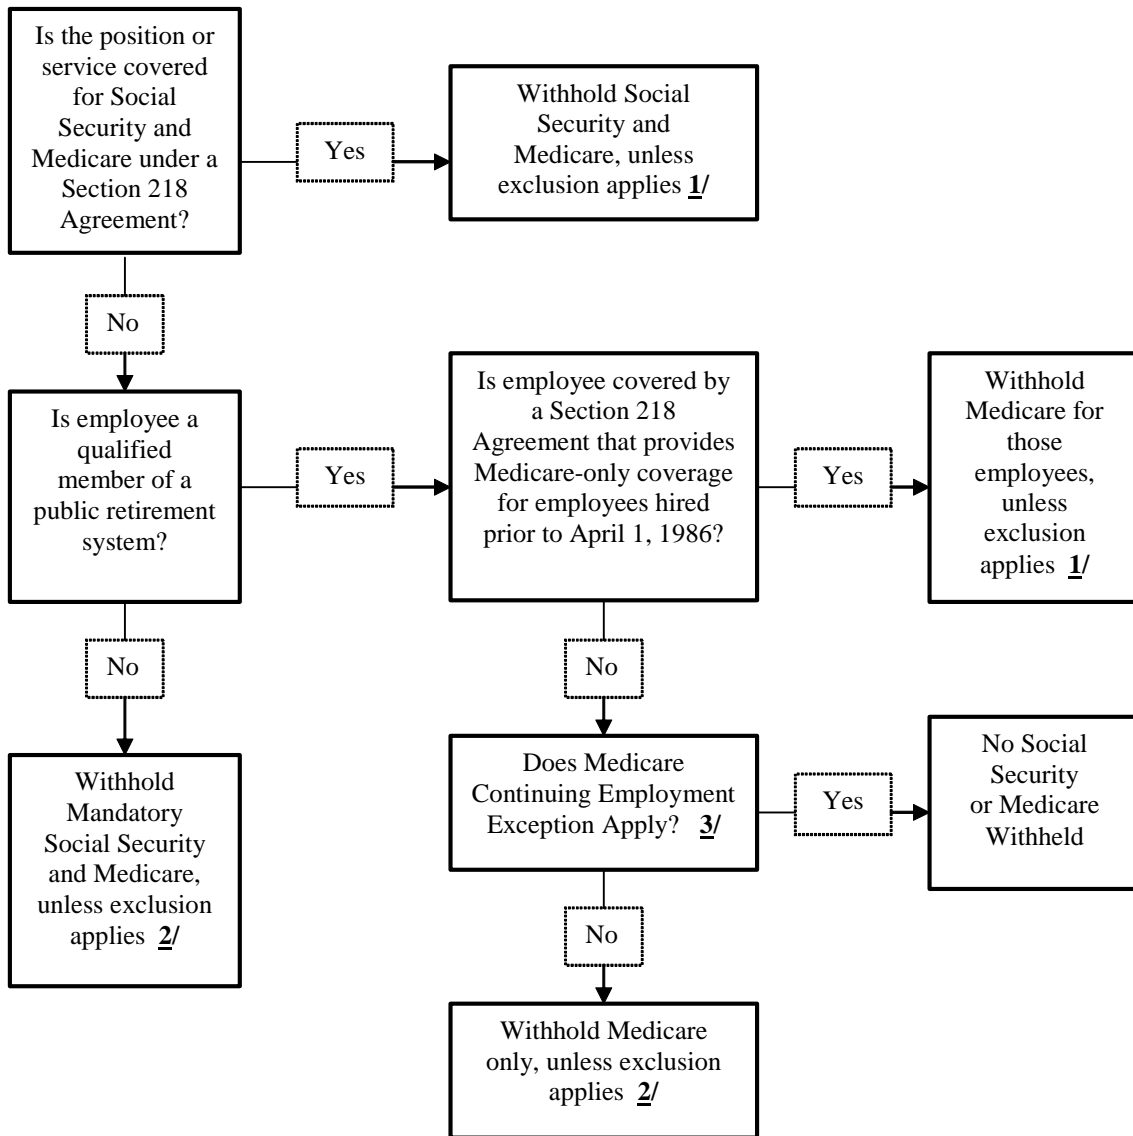 Is the position or
service covered
for Social
Security and
Medicare under a
Section 218
Agreement?
Yes
Withhold Social
Security and
Medicare, unless
exclusion applies 1/
No
Is employee a
qualified
member of a
public retirement
system?
Yes
Is employee covered by
a Section 218
Agreement that provides
Medicare-only coverage
for employees hired
prior to April 1, 1986?
Yes
Withhold
Medicare for
those
employees,
unless
exclusion
applies 1/
No
Withhold
Mandatory
Social Security
and Medicare,
unless exclusion
applies 2/
No
Does Medicare
Continuing Employment
Exception Apply? 3/
Yes
No Social
Security
or Medicare
Withheld
No
Withhold Medicare
only, unless exclusion
applies 2/